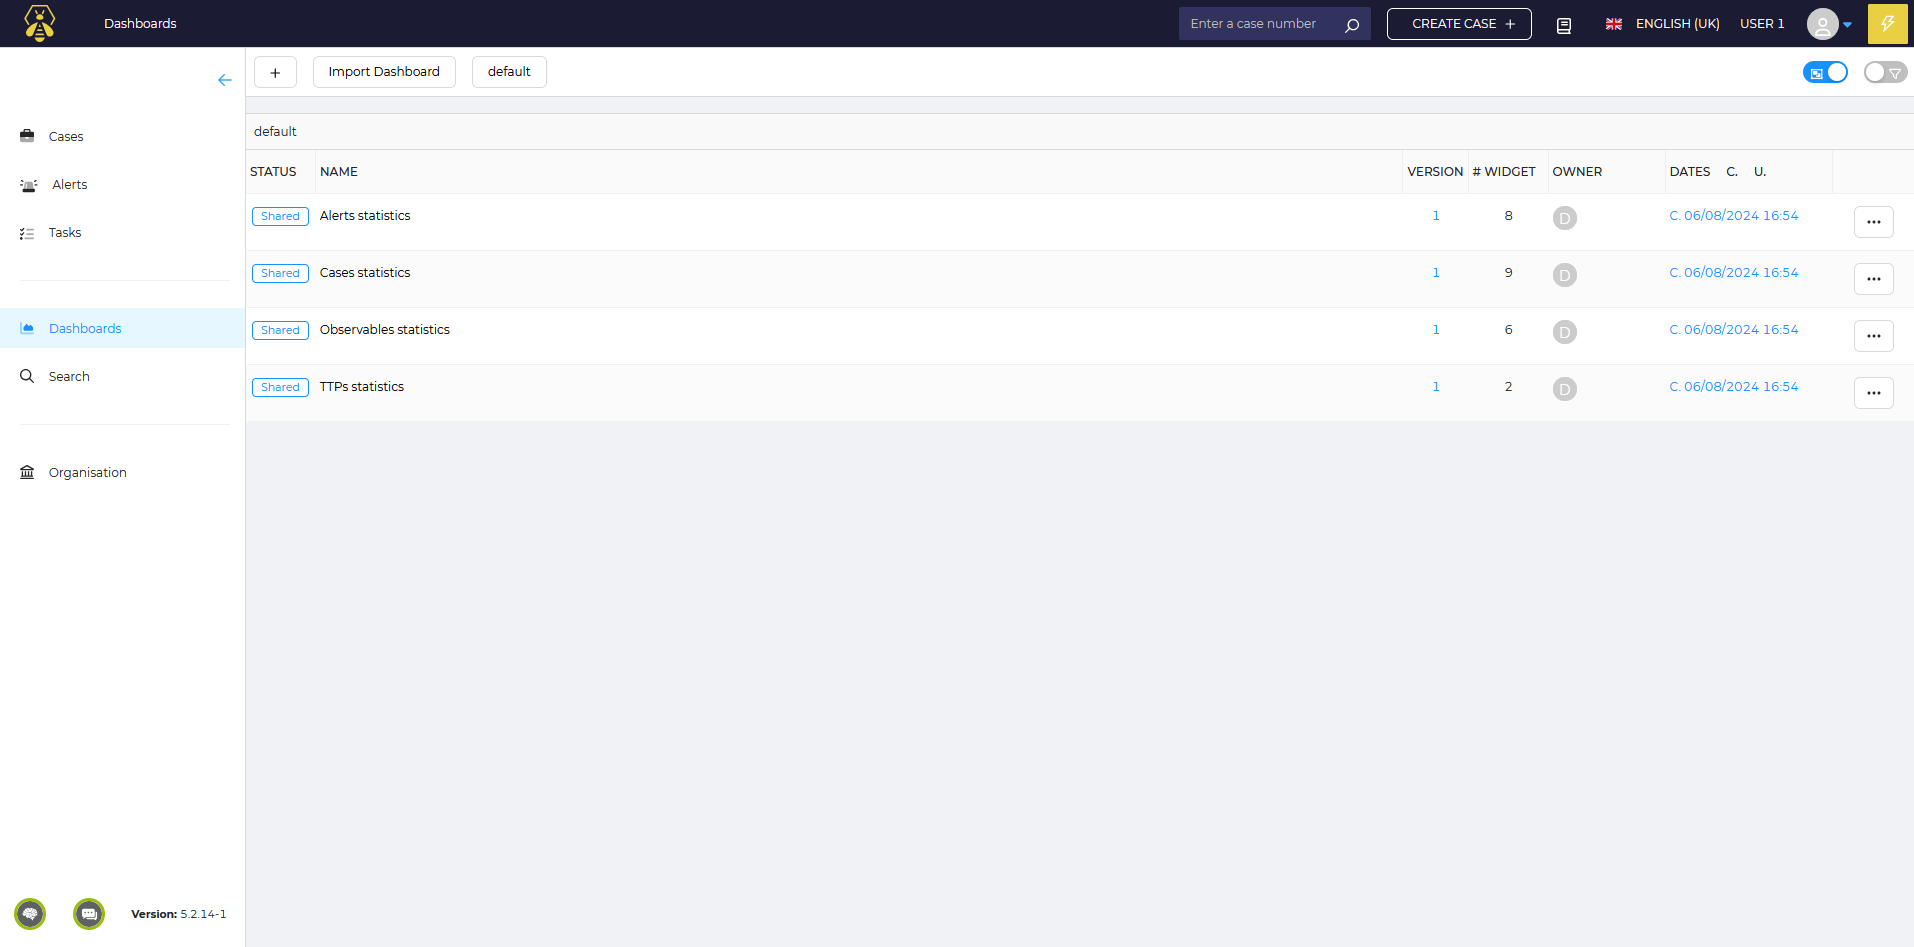 Dashboards
Enter a case number
CREATE CASE +
ENGLISH (UK)
USER 1
+
Import Dashboard
default
Cases
Alerts
Tasks
Dashboards
Search
Organisation
default
STATUS NAME VERSION # WIDGET OWNER DATES C. U.
Shared Alerts statistics 1 8 D C. 06/08/2024 16:54
Shared Cases statistics 1 9 D C. 06/08/2024 16:54
Shared Observables statistics 1 6 D C. 06/08/2024 16:54
Shared TTPs statistics 1 2 D C. 06/08/2024 16:54
Version: 5.2.14-1